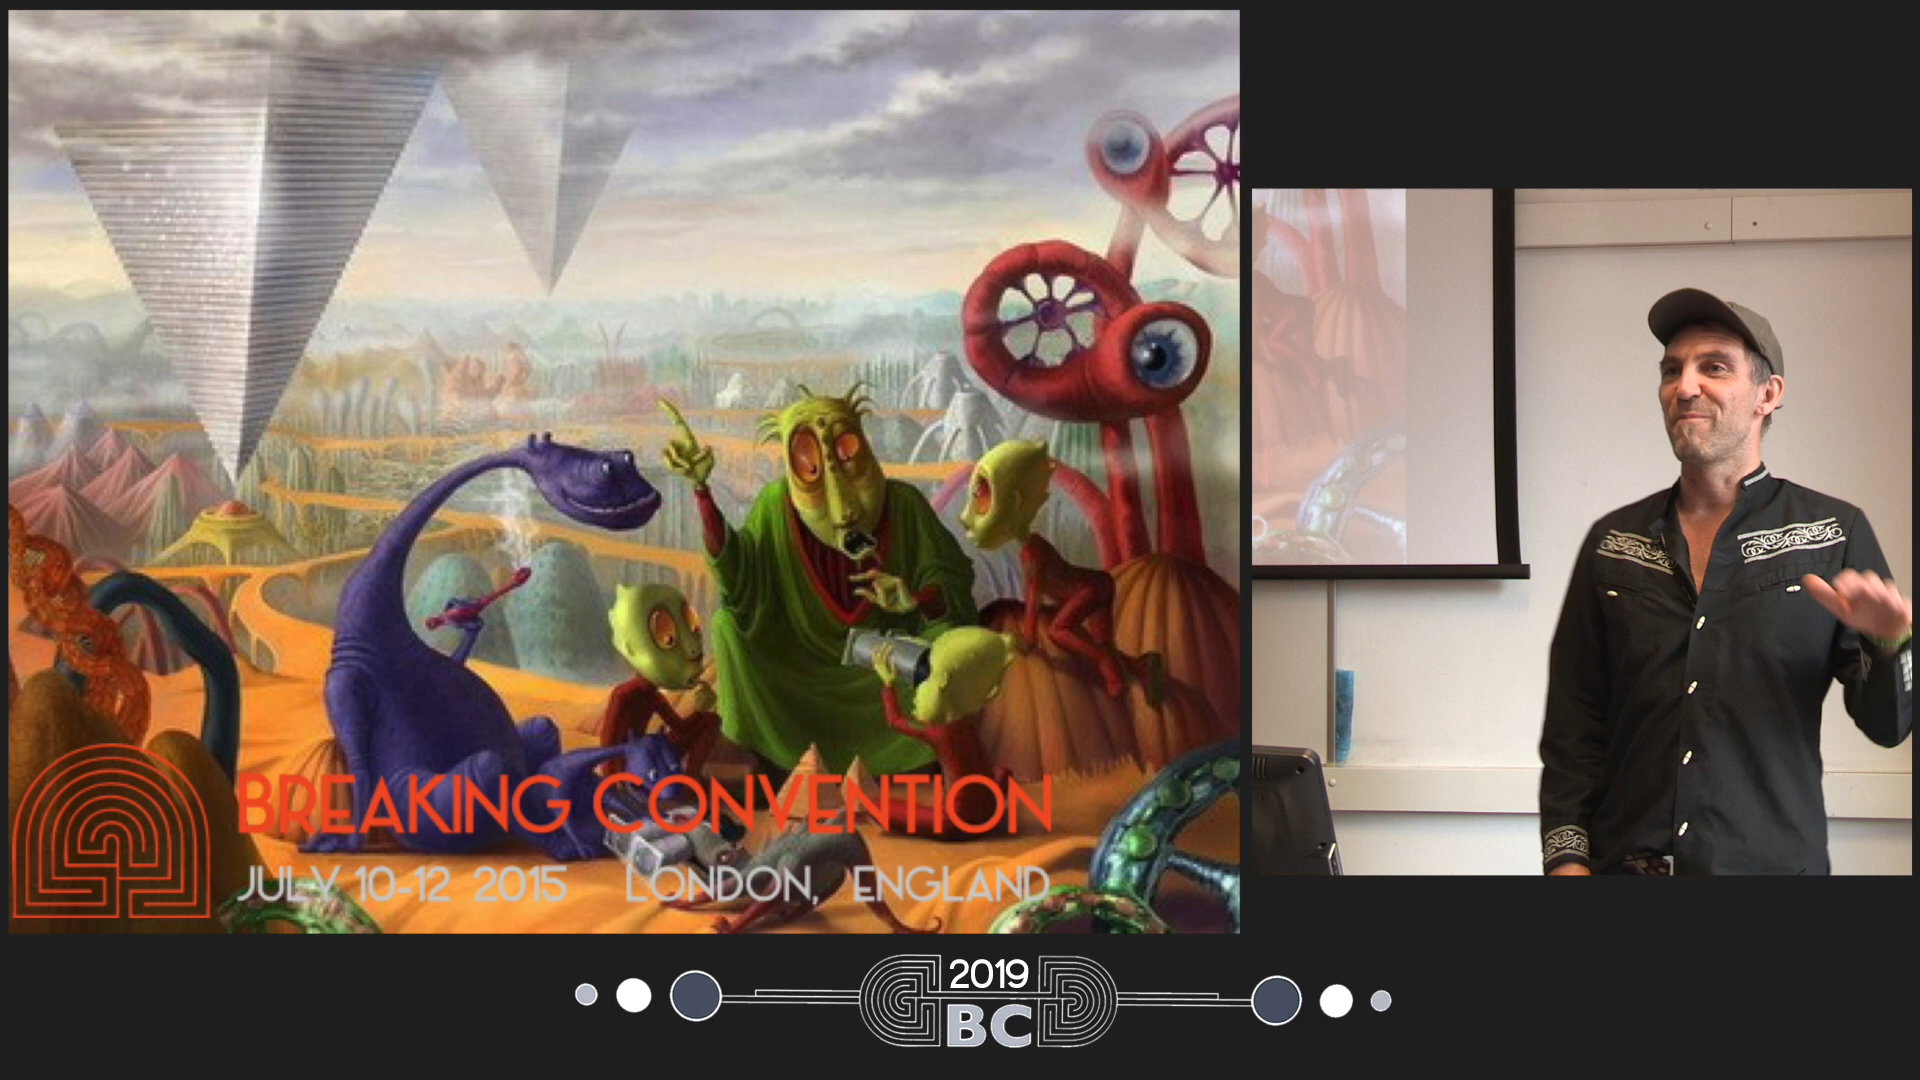 BREAKING CONVENTION
JULY 10-12 2015 LONDON, ENGLAND
2019
BC